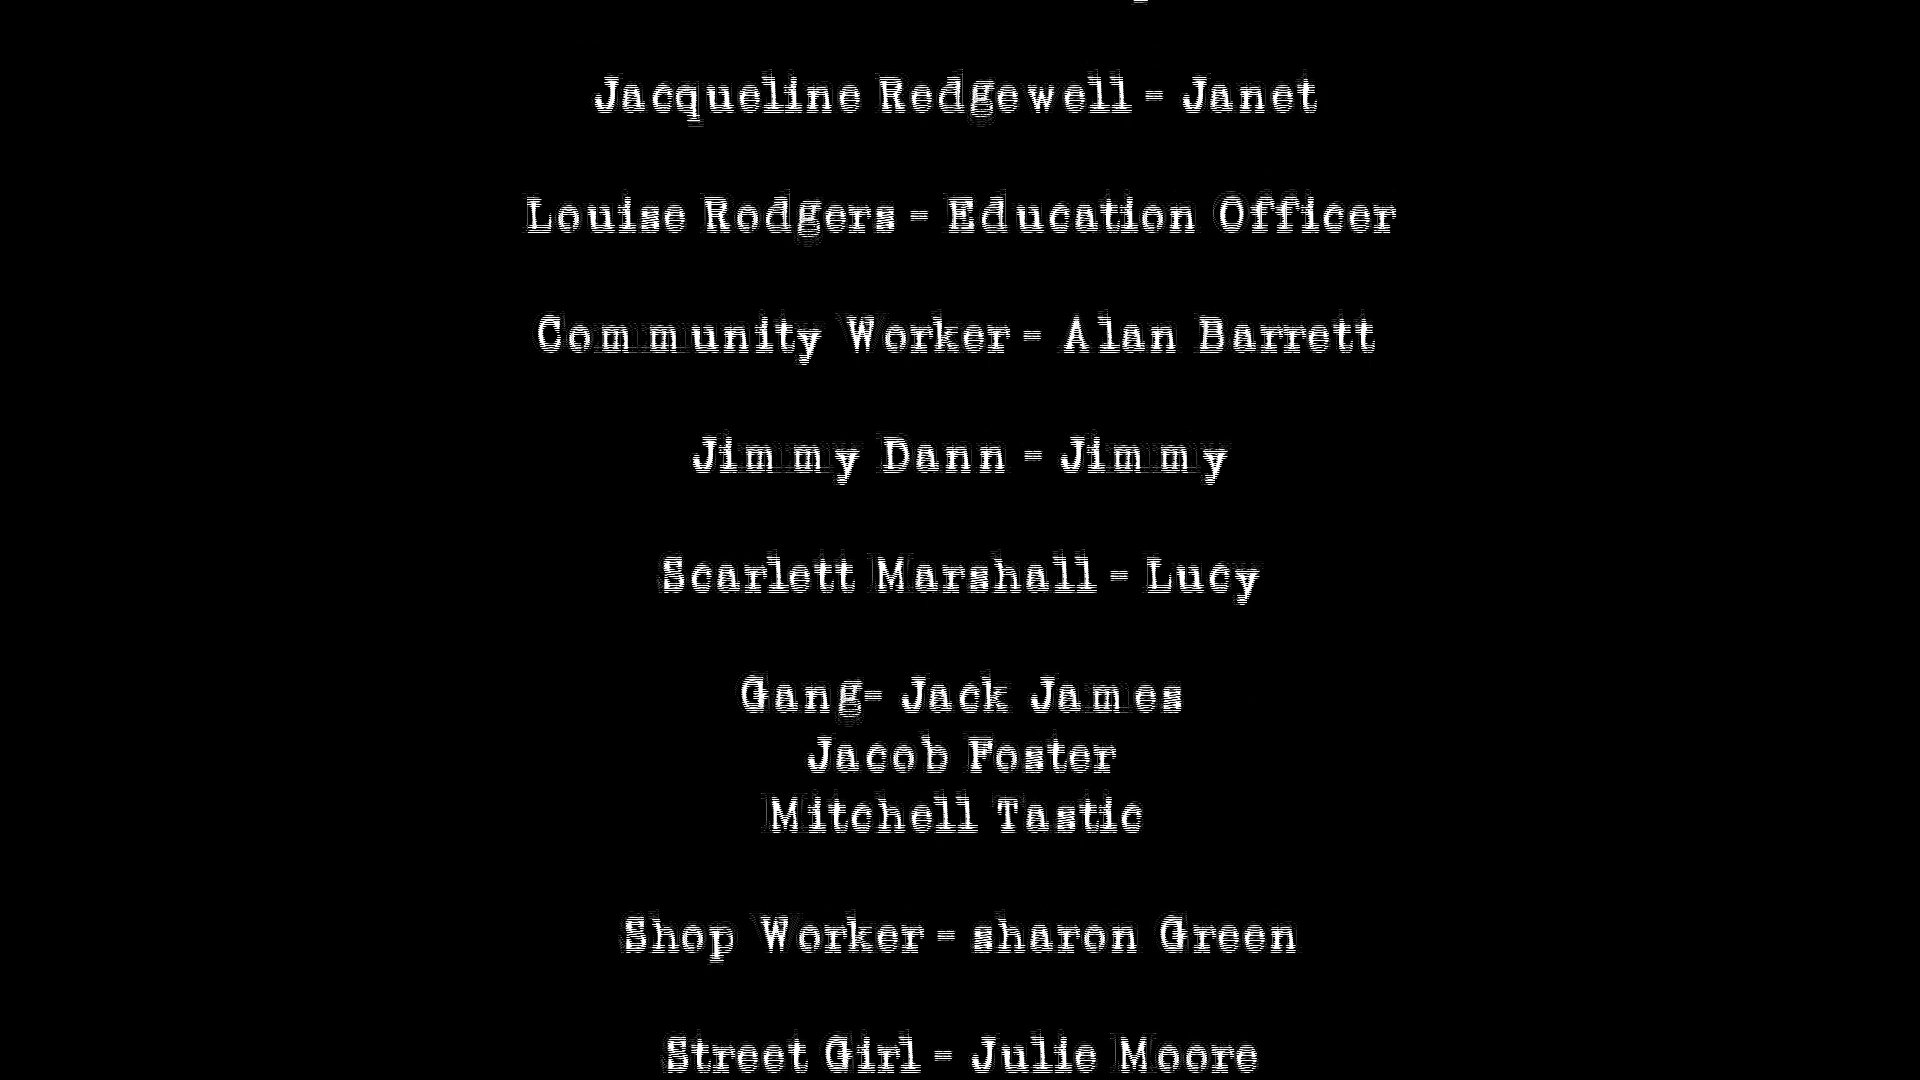 Jacqueline Redgewell - Janet
Louise Rodgers - Education Officer
Community Worker - Alan Barrett
Jimmy Dann - Jimmy
Scarlett Marshall - Lucy
Gang- Jack James
Jacob Foster
Mitchell Tastic
Shop Worker - sharon Green
Street Girl - Julie Moore